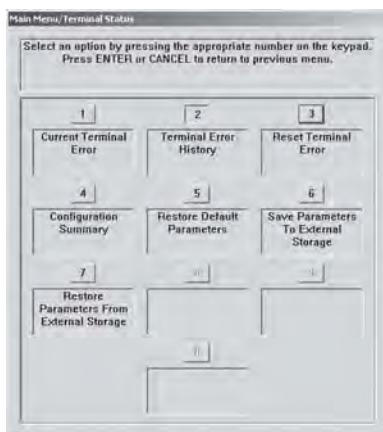 Main Menu/Terminal Status
Select an option by pressing the appropriate number on the keypad.
Press ENTER or CANCEL to return to previous menu.
1
2
3
Current Terminal
Error
Terminal Error
History
Reset Terminal
Error
4
5
6
Configuration
Summary
Restore Default
Parameters
Save Parameters
To External
Storage
7
Restore
Parameters From
External Storage